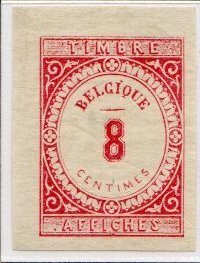 TIMBRE
BELGIQUE
8
CENTIMES
AFFICHES